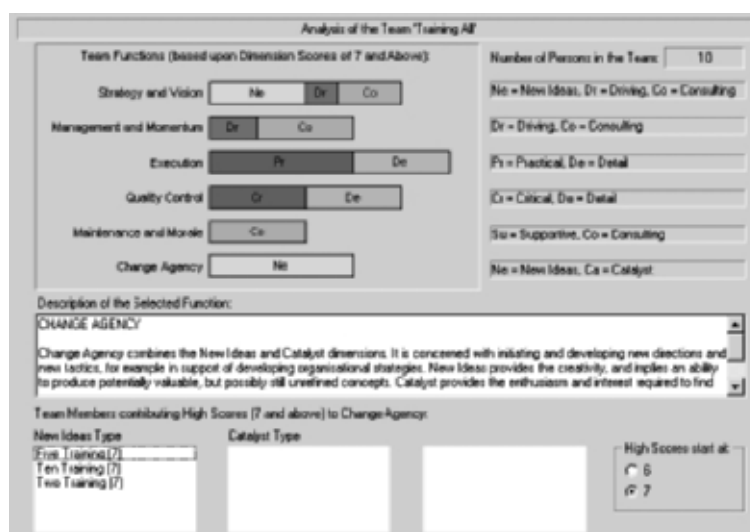 Analysis of the Team 'Training All'
Team Functions (based upon Dimension Scores of 7 and Above):
Number of Persons in the Team: 10
Strategy and Vision Ne Dr Co
Ne = New Ideas, Dr = Driving, Co = Consulting
Management and Momentum Dr Co
Dr = Driving, Co = Consulting
Execution Pr De
Pr = Practical, De = Detail
Quality Control Cr De
Cr = Critical, De = Detail
Maintenance and Morale Co
Su = Supportive, Co = Consulting
Change Agency Ne
Ne = New Ideas, Ca = Catalyst
Description of the Selected Function:
CHANGE AGENCY
Change Agency combines the New Ideas and Catalyst dimensions. It is concerned with initiating and developing new directions and
new tactics, for example in support of developing organisational strategies. New Ideas provides the creativity, and implies an ability
to produce potentially valuable, but possibly still unrefined concepts. Catalyst provides the enthusiasm and interest required to find
Team Members contributing High Scores (7 and above) to Change Agency:
New Ideas Type
Catalyst Type
Five Training (7)
Ten Training (7)
Two Training (7)
High Scores start at:
6
7